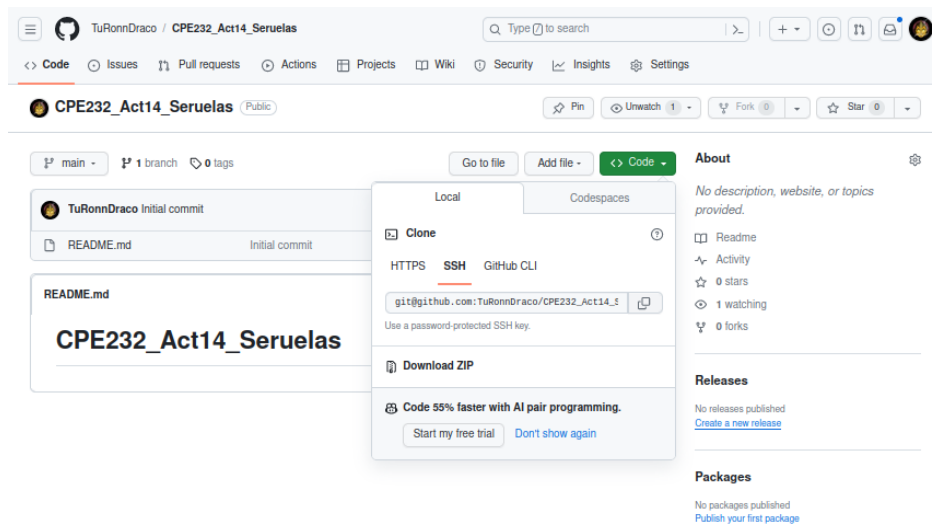 TuRonnDraco / CPE232_Act14_Seruelas
Type / to search
Code Issues Pull requests Actions Projects Wiki Security Insights Settings
CPE232_Act14_Seruelas Public
Pin Unwatch 1 Fork 0 Star 0
main 1 branch 0 tags
Go to file Add file Code
TuRonnDraco Initial commit
README.md Initial commit
README.md
CPE232_Act14_Seruelas
Local Codespaces
Clone
HTTPS SSH GitHub CLI
git@github.com:TuRonnDraco/CPE232_Act14_S
Use a password-protected SSH key.
Download ZIP
Code 55% faster with AI pair programming.
Start my free trial Don't show again
About
No description, website, or topics
provided.
Readme
Activity
0 stars
1 watching
0 forks
Releases
No releases published
Create a new release
Packages
No packages published
Publish your first package